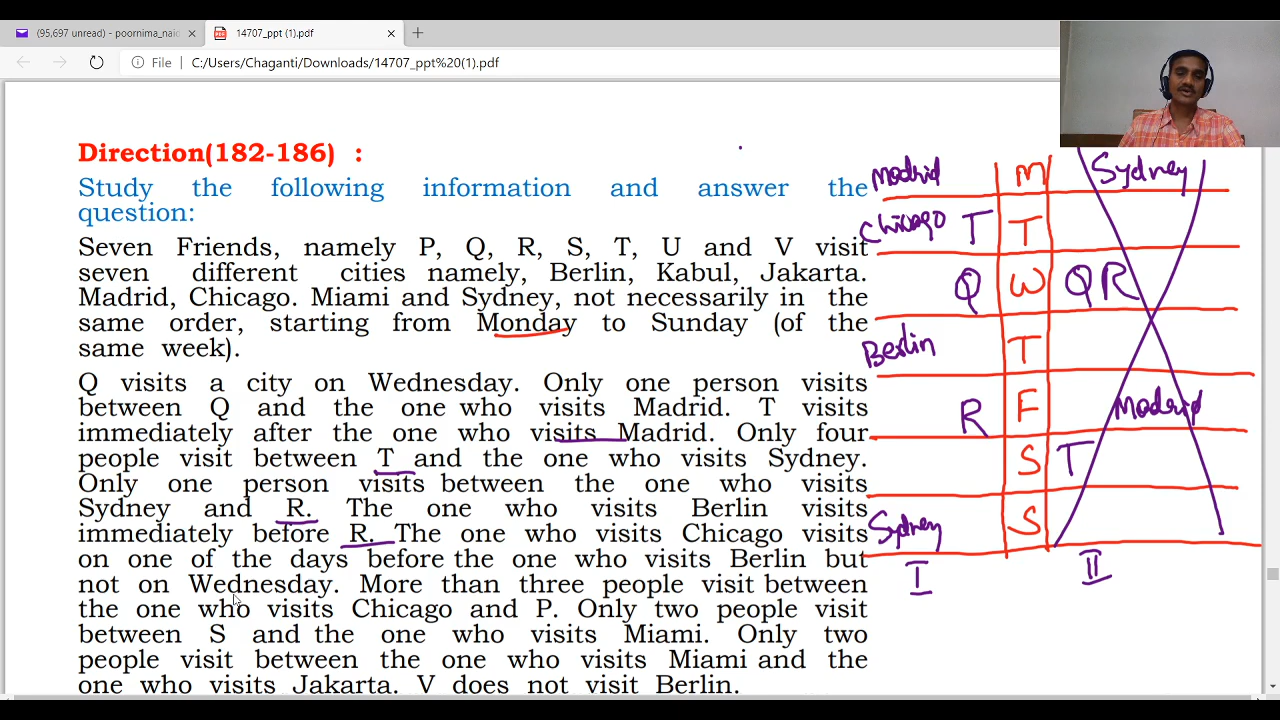 (95,697 unread) - poornima_naic
14707_ppt (1).pdf
File
C:/Users/Chaganti/Downloads/14707_ppt%20(1).pdf
Direction(182-186) :
Study the following information and answer the
question:
Seven Friends, namely P, Q, R, S, T, U and V visit
seven different cities namely, Berlin, Kabul, Jakarta.
Madrid, Chicago. Miami and Sydney, not necessarily in the
same order, starting from Monday to Sunday (of the
same week).
Q visits a city on Wednesday. Only one person visits
between Q and the one who visits Madrid. T visits
immediately after the one who visits Madrid. Only four
people visit between T and the one who visits Sydney.
Only one person visits between the one who visits
Sydney and R. The one who visits Berlin visits
immediately before R. The one who visits Chicago visits
on one of the days before the one who visits Berlin but
not on Wednesday. More than three people visit between
the one who visits Chicago and P. Only two people visit
between S and the one who visits Miami. Only two
people visit between the one who visits Miami and the
one who visits Jakarta. V does not visit Berlin.
Madrid M Sydney
Chicago T T
Q W QR
Berlin T
R F Madrid
S T
Sydney S
I II